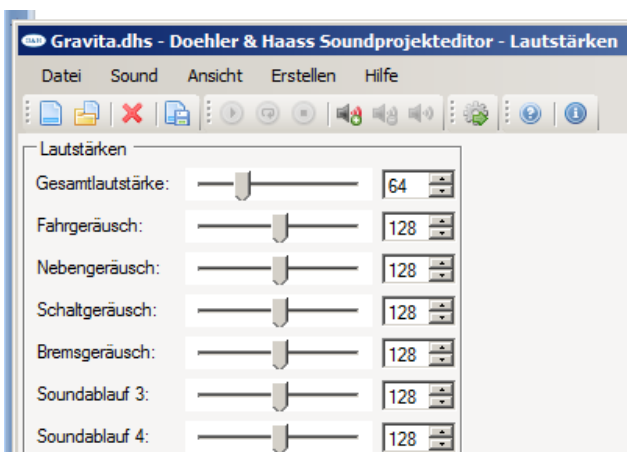 D&H Gravita.dhs - Doehler & Haass Soundprojekteditor - Lautstärken
Datei Sound Ansicht Erstellen Hilfe
Lautstärken
Gesamtlautstärke: 64
Fahrgeräusch: 128
Nebengeräusch: 128
Schaltgeräusch: 128
Bremsgeräusch: 128
Soundablauf 3: 128
Soundablauf 4: 128